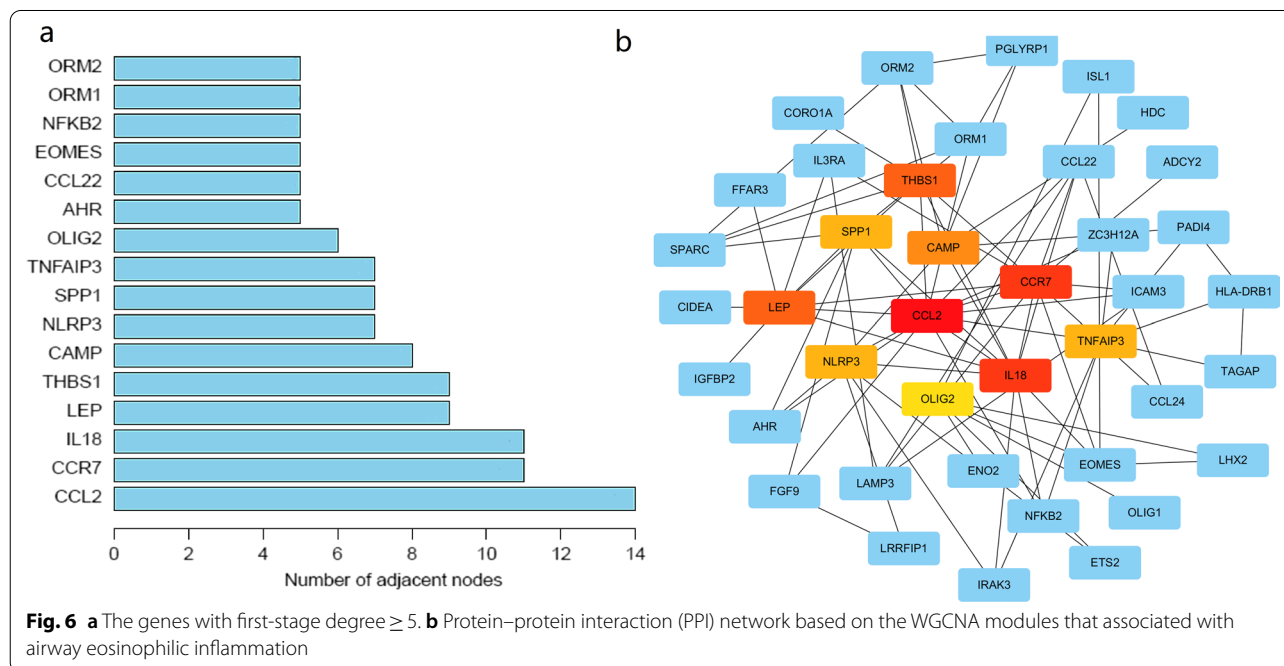 a
ORM2
ORM1
NFKB2
EOMES
CCL22
AHR
OLIG2
TNFAIP3
SPP1
NLRP3
CAMP
THBS1
LEP
IL18
CCR7
CCL2
0 2 4 6 8 10 12 14
Number of adjacent nodes
b
PGLYRP1
ORM2
ISL1
CORO1A
HDC
ORM1
IL3RA
CCL22
ADCY2
THBS1
FFAR3
SPP1
CAMP
ZC3H12A
PADI4
SPARC
CCR7
ICAM3
HLA-DRB1
CIDEA
LEP
CCL2
TNFAIP3
NLRP3
IL18
TAGAP
IGFBP2
OLIG2
CCL24
AHR
LHX2
ENO2
EOMES
FGF9
LAMP3
OLIG1
NFKB2
LRRFIP1
ETS2
IRAK3
Fig. 6 a The genes with first-stage degree ≥ 5. b Protein–protein interaction (PPI) network based on the WGCNA modules that associated with
airway eosinophilic inflammation